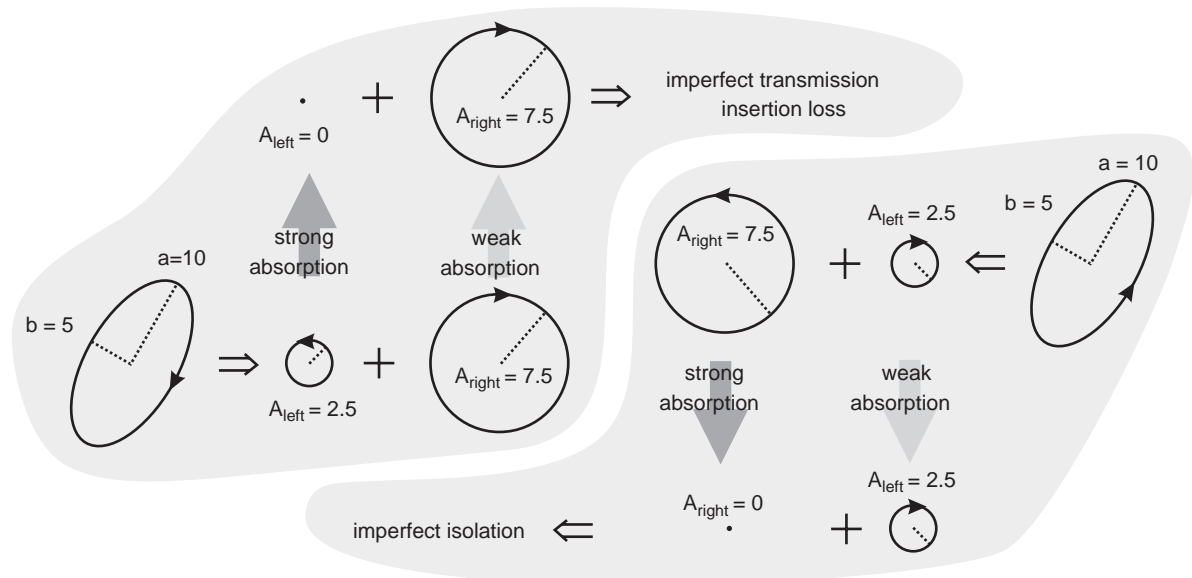 imperfect transmission
insertion loss
A_right = 7.5
A_left = 0
strong
absorption
weak
absorption
a=10
b = 5
A_left = 2.5
A_right = 7.5
a = 10
b = 5
A_left = 2.5
A_right = 7.5
strong
absorption
weak
absorption
A_left = 2.5
A_right = 0
imperfect isolation